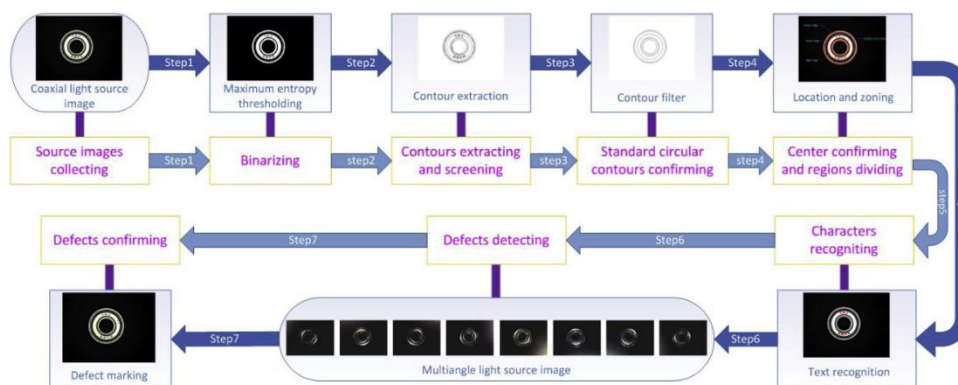 Coaxial light source
image
Step1
Maximum entropy
thresholding
Step2
Contour extraction
Step3
Contour filter
Step4
Location and zoning
Source images
collecting
Step1
Binarizing
step2
Contours extracting
and screening
step3
Standard circular
contours confirming
step4
Center confirming
and regions dividing
step5
Defects confirming
Step7
Defects detecting
Step6
Characters
recogniting
Defect marking
Step7
Multiangle light source image
Step6
Text recognition